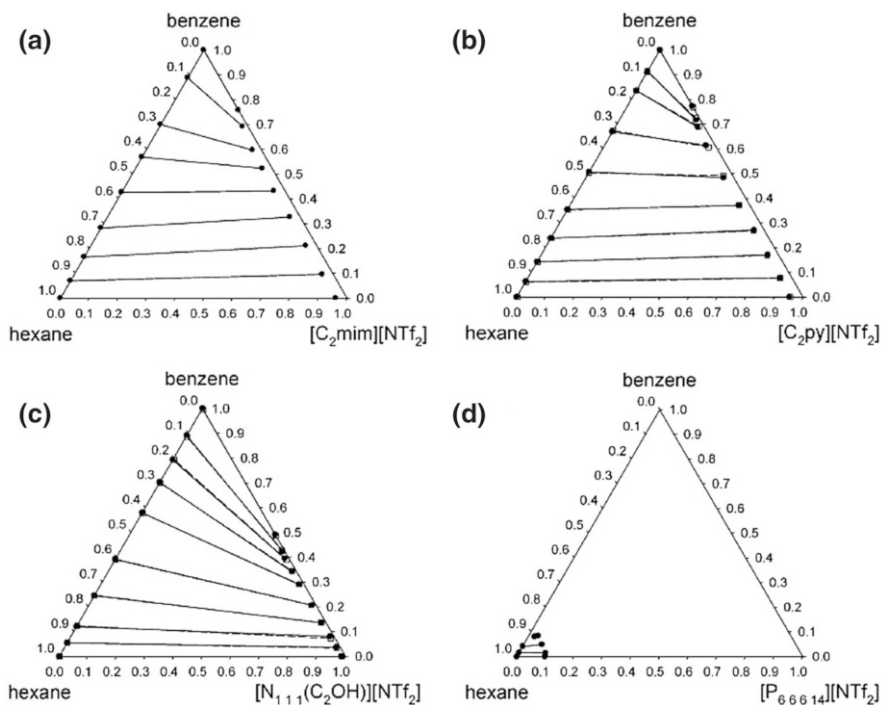 (a)
benzene
0.0 1.0
0.1 0.9
0.2 0.8
0.3 0.7
0.4 0.6
0.5 0.5
0.6 0.4
0.7 0.3
0.8 0.2
0.9 0.1
1.0 0.0
0.0 0.1 0.2 0.3 0.4 0.5 0.6 0.7 0.8 0.9 1.0
hexane [C₂mim][NTf₂]
(b)
benzene
0.0 1.0
0.1 0.9
0.2 0.8
0.3 0.7
0.4 0.6
0.5 0.5
0.6 0.4
0.7 0.3
0.8 0.2
0.9 0.1
1.0 0.0
0.0 0.1 0.2 0.3 0.4 0.5 0.6 0.7 0.8 0.9 1.0
hexane [C₂py][NTf₂]
(c)
benzene
0.0 1.0
0.1 0.9
0.2 0.8
0.3 0.7
0.4 0.6
0.5 0.5
0.6 0.4
0.7 0.3
0.8 0.2
0.9 0.1
1.0 0.0
0.0 0.1 0.2 0.3 0.4 0.5 0.6 0.7 0.8 0.9 1.0
hexane [N₁₁₁(C₂OH)][NTf₂]
(d)
benzene
0.0 1.0
0.1 0.9
0.2 0.8
0.3 0.7
0.4 0.6
0.5 0.5
0.6 0.4
0.7 0.3
0.8 0.2
0.9 0.1
1.0 0.0
0.0 0.1 0.2 0.3 0.4 0.5 0.6 0.7 0.8 0.9 1.0
hexane [P₆₆₆₁₄][NTf₂]